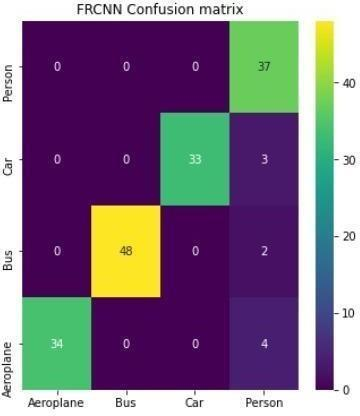 FRCNN Confusion matrix
Person 0 0 0 37
Car 0 0 33 3
Bus 0 48 0 2
Aeroplane 34 0 0 4
Aeroplane Bus Car Person
40
30
20
10
0